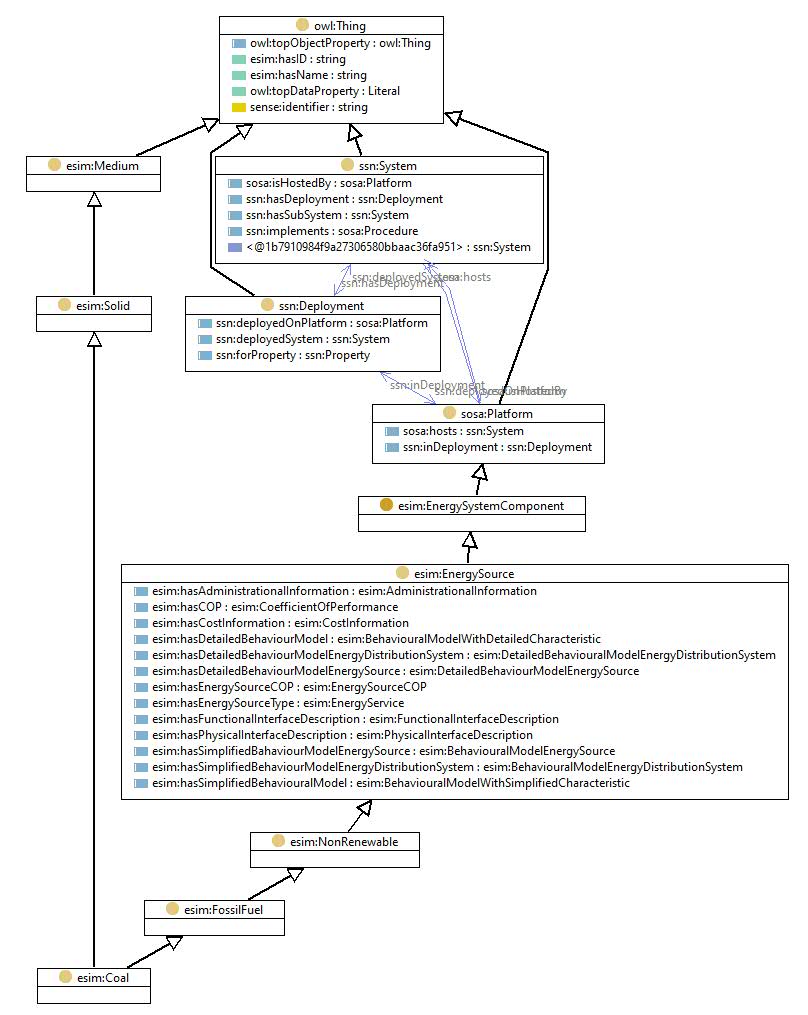 owl:Thing
owl:topObjectProperty : owl:Thing
esim:hasID : string
esim:hasName : string
owl:topDataProperty : Literal
sense:identifier : string
esim:Medium
ssn:System
sosa:isHostedBy : sosa:Platform
ssn:hasDeployment : ssn:Deployment
ssn:hasSubSystem : ssn:System
ssn:implements : sosa:Procedure
<@1b7910984f9a27306580bbaac36fa951> : ssn:System
ssn:deployedSystem
sosa:hosts
ssn:hasDeployment
esim:Solid
ssn:Deployment
ssn:deployedOnPlatform : sosa:Platform
ssn:deployedSystem : ssn:System
ssn:forProperty : ssn:Property
ssn:inDeployment
sosa:Platform
sosa:hosts : ssn:System
ssn:inDeployment : ssn:Deployment
esim:EnergySystemComponent
esim:EnergySource
esim:hasAdministrationalInformation : esim:AdministrationalInformation
esim:hasCOP : esim:CoefficientOfPerformance
esim:hasCostInformation : esim:CostInformation
esim:hasDetailedBehaviourModel : esim:BehaviouralModelWithDetailedCharacteristic
esim:hasDetailedBehaviourModelEnergyDistributionSystem : esim:DetailedBehaviouralModelEnergyDistributionSystem
esim:hasDetailedBehaviourModelEnergySource : esim:DetailedBehaviourModelEnergySource
esim:hasEnergySourceCOP : esim:EnergySourceCOP
esim:hasEnergySourceType : esim:EnergyService
esim:hasFunctionalInterfaceDescription : esim:FunctionalInterfaceDescription
esim:hasPhysicalInterfaceDescription : esim:PhysicalInterfaceDescription
esim:hasSimplifiedBahaviourModelEnergySource : esim:BehaviouralModelEnergySource
esim:hasSimplifiedBehaviourModelEnergyDistributionSystem : esim:BehaviouralModelEnergyDistributionSystem
esim:hasSimplifiedBehaviouralModel : esim:BehaviouralModelWithSimplifiedCharacteristic
esim:NonRenewable
esim:FossilFuel
esim:Coal